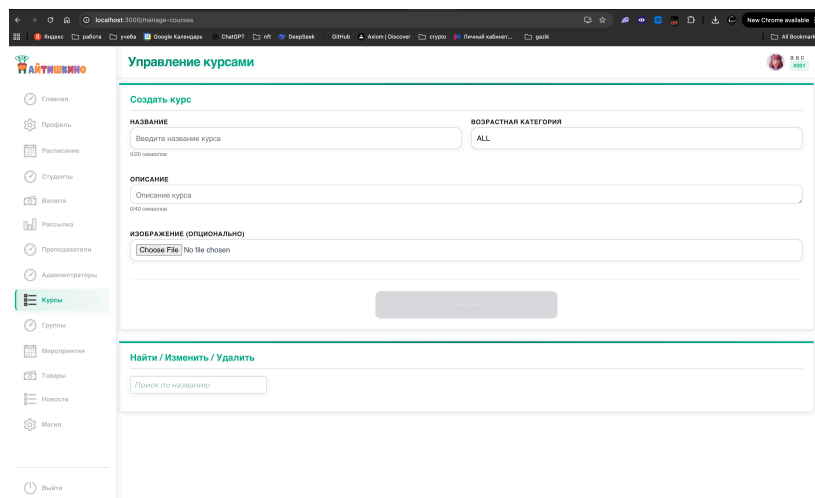 localhost:3000/manage-courses
New Chrome available
Яндекс работа учеба Google Календарь ChatGPT nft DeepSeek GitHub Axiom | Discover crypto Личный кабинет... gazik All Bookmark
АЙТИШКИНО
Управление курсами
a a c
#001
Главная
Профиль
Расписание
Студенты
Валюта
Рассылка
Преподаватели
Администраторы
Курсы
Группы
Мероприятия
Товары
Новости
Магия
Выйти
Создать курс
НАЗВАНИЕ
Введите название курса
0/20 символов
ВОЗРАСТНАЯ КАТЕГОРИЯ
ALL
ОПИСАНИЕ
Описание курса
0/40 символов
ИЗОБРАЖЕНИЕ (ОПЦИОНАЛЬНО)
Choose File No file chosen
Создать
Найти / Изменить / Удалить
Поиск по названию